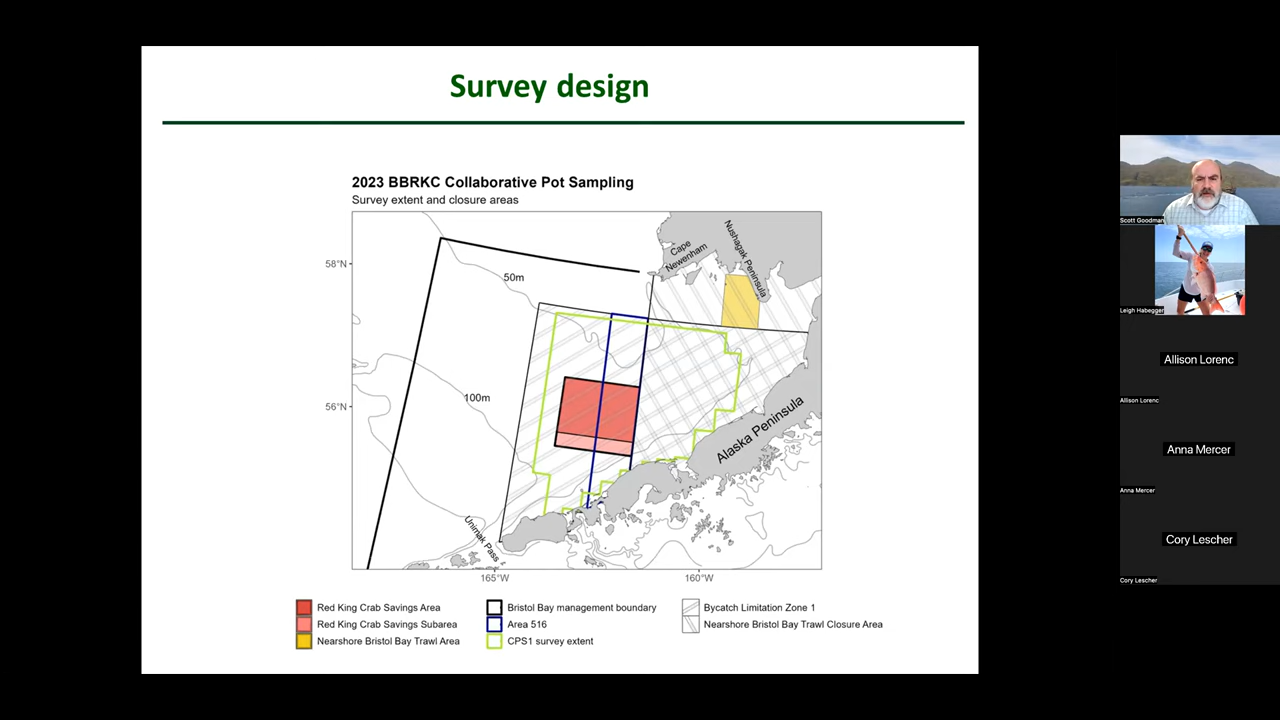 Survey design
2023 BBRKC Collaborative Pot Sampling
Survey extent and closure areas
58°N
56°N
165°W
160°W
50m
100m
Cape
Newenham
Nushagak Peninsula
Alaska Peninsula
Unimak Pass
Red King Crab Savings Area
Red King Crab Savings Subarea
Nearshore Bristol Bay Trawl Area
Bristol Bay management boundary
Area 516
CPS1 survey extent
Bycatch Limitation Zone 1
Nearshore Bristol Bay Trawl Closure Area
Scott Goodman
Leigh Habegger
Allison Lorenc
Allison Lorenc
Anna Mercer
Anna Mercer
Cory Lescher
Cory Lescher